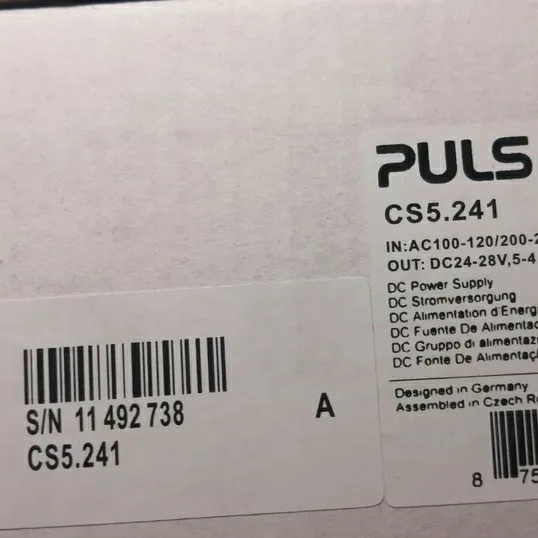 PULS
CS5.241
IN:AC100-120/200-2
OUT: DC24-28V,5-4
DC Power Supply
DC Stromversorgung
DC Alimentation d'Energ
DC Fuente De Alimentac
DC Gruppo di alimentaz
DC Fonte De Alimentaç
Designed in Germany
Assembled in Czech Re
8 75
S/N 11 492 738
A
CS5.241